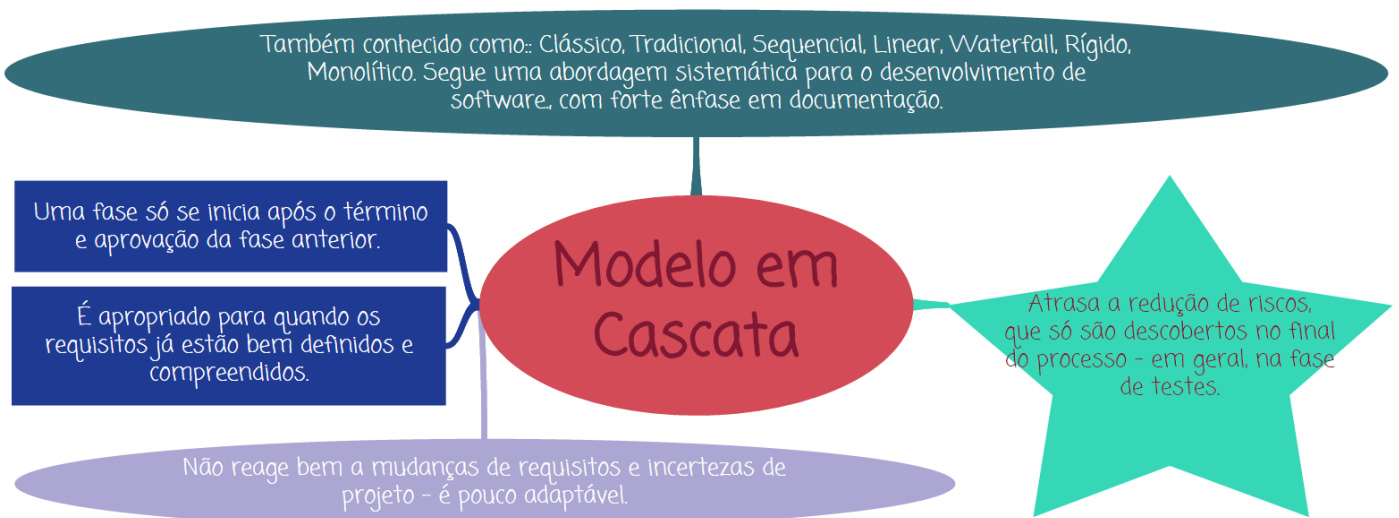 Também conhecido como:: Clássico, Tradicional, Sequencial, Linear, Waterfall, Rígido,
Monolítico. Segue uma abordagem sistemática para o desenvolvimento de
software., com forte ênfase em documentação.
Uma fase só se inicia após o término
e aprovação da fase anterior.
É apropriado para quando os
requisitos já estão bem definidos e
compreendidos.
Modelo em
Cascata
Atrasa a redução de riscos,
que só são descobertos no final
do processo - em geral, na fase
de testes.
Não reage bem a mudanças de requisitos e incertezas de
projeto - é pouco adaptável.